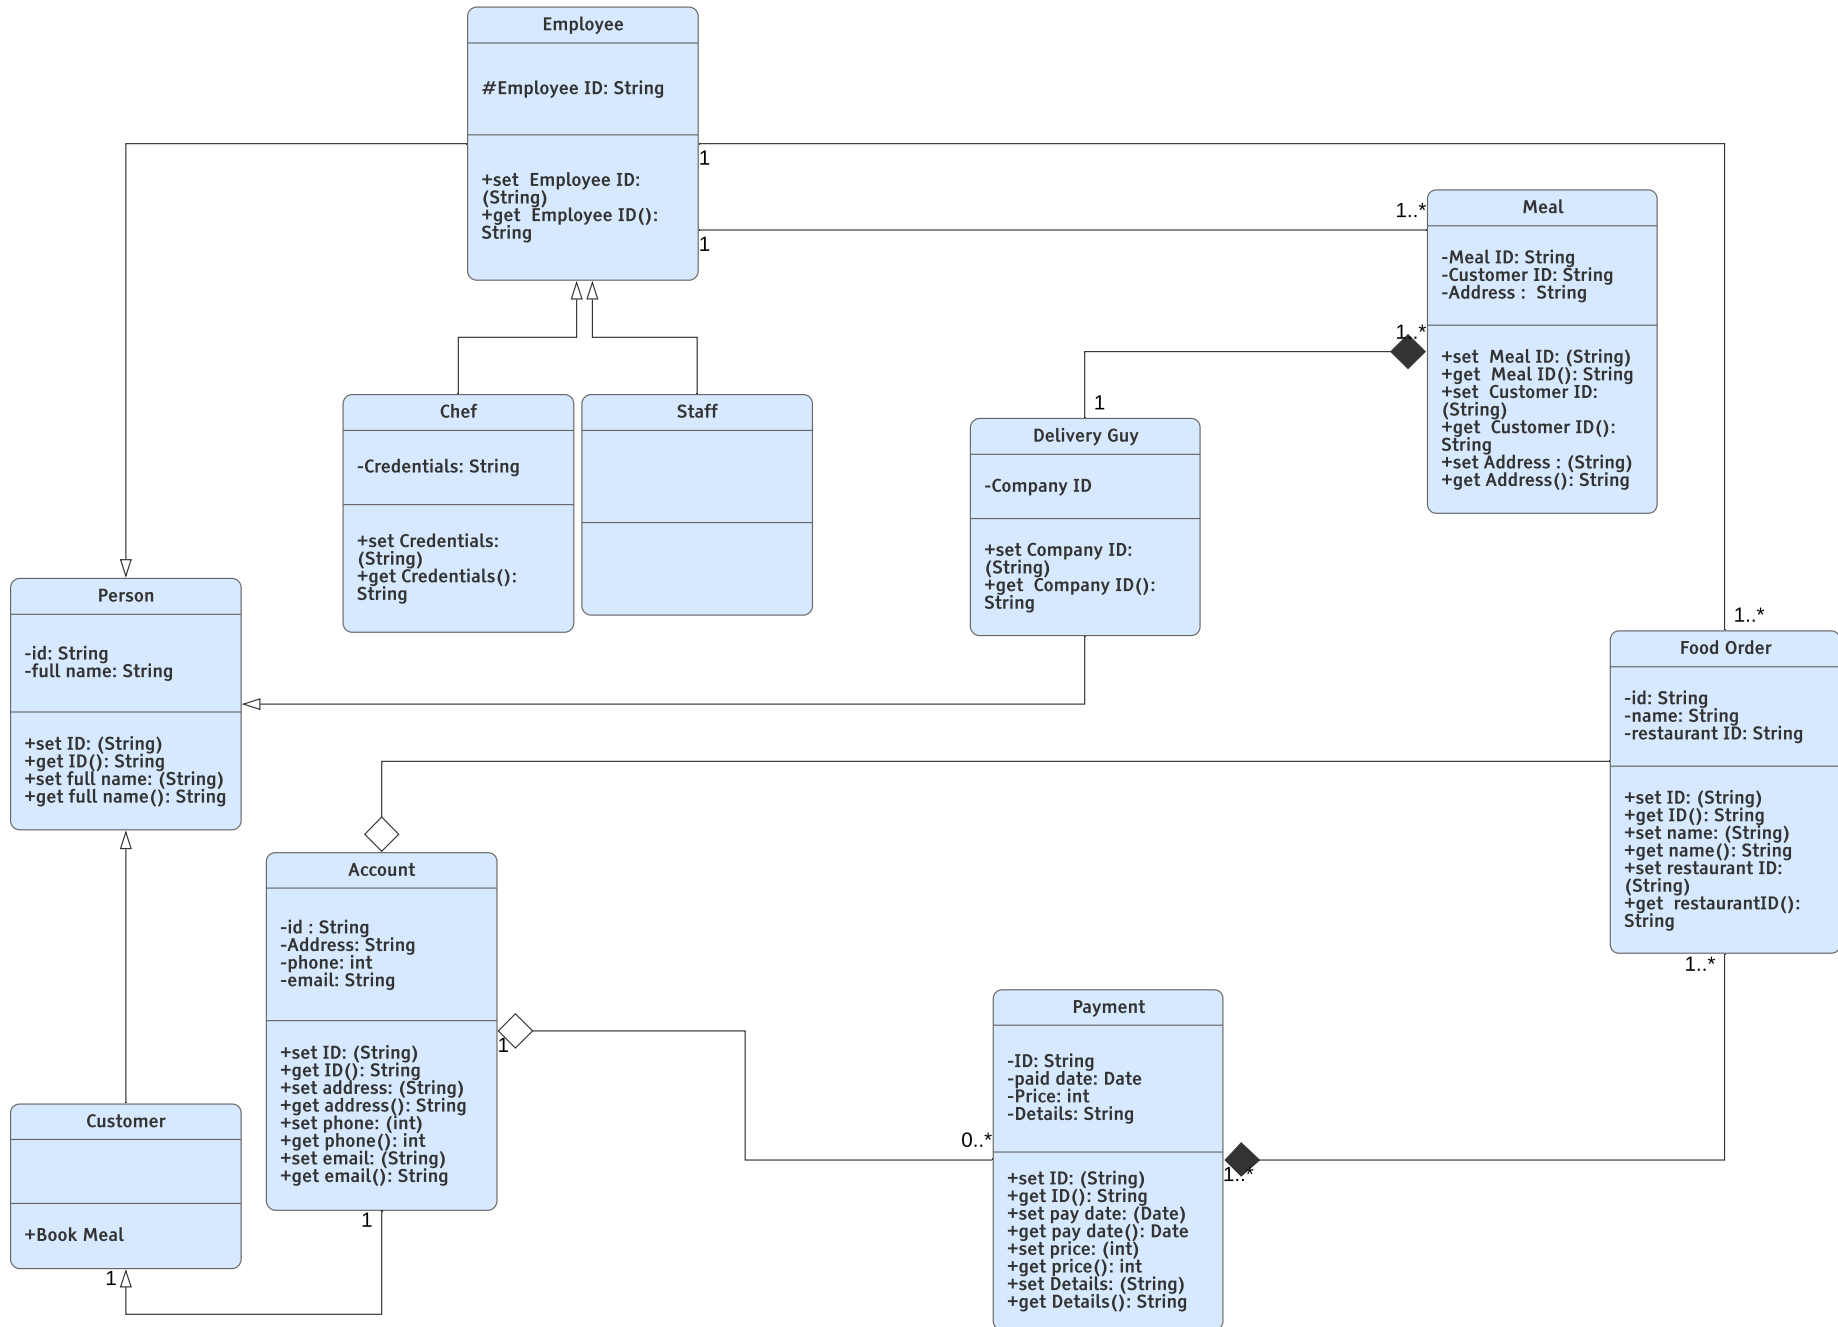 Employee
#Employee ID: String
+set  Employee ID:
(String)
+get  Employee ID():
String
1
1
1..*
Meal
-Meal ID: String
-Customer ID: String
-Address :  String
1..*
+set  Meal ID: (String)
+get  Meal ID(): String
+set  Customer ID:
(String)
+get  Customer ID():
String
+set Address : (String)
+get Address(): String
Chef
-Credentials: String
+set Credentials:
(String)
+get Credentials():
String
Staff
1
Delivery Guy
-Company ID
+set Company ID:
(String)
+get  Company ID():
String
Person
-id: String
-full name: String
+set ID: (String)
+get ID(): String
+set full name: (String)
+get full name(): String
1..*
Food Order
-id: String
-name: String
-restaurant ID: String
+set ID: (String)
+get ID(): String
+set name: (String)
+get name(): String
+set restaurant ID:
(String)
+get  restaurantID():
String
1..*
Account
-id : String
-Address: String
-phone: int
-email: String
+set ID: (String)
+get ID(): String
+set address: (String)
+get address(): String
+set phone: (int)
+get phone(): int
+set email: (String)
+get email(): String
1
1
Payment
-ID: String
-paid date: Date
-Price: int
-Details: String
0..*
1..*
+set ID: (String)
+get ID(): String
+set pay date: (Date)
+get pay date(): Date
+set price: (int)
+get price(): int
+set Details: (String)
+get Details(): String
Customer
+Book Meal
1